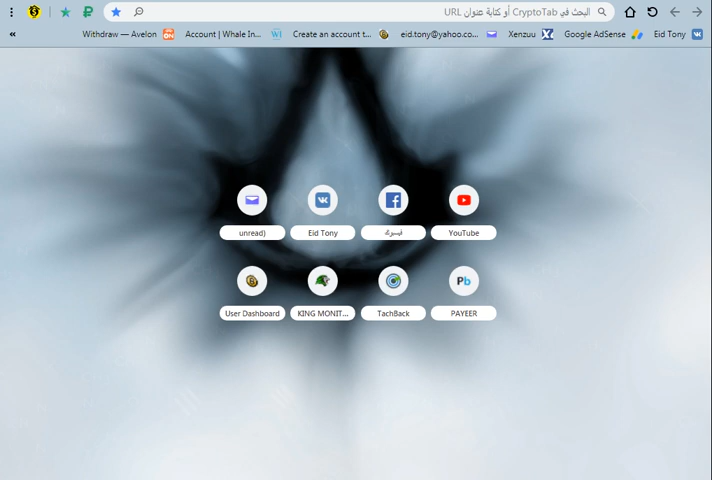 البحث في CryptoTab أو كتابة عنوان URL
Eid Tony
Google AdSense
Xenzuu
eid.tony@yahoo.co...
Create an account t...
Account | Whale In...
Withdraw — Avelon
unread)
Eid Tony
فيسبوك
YouTube
User Dashboard
KING MONIT...
TachBack
PAYEER
Pb